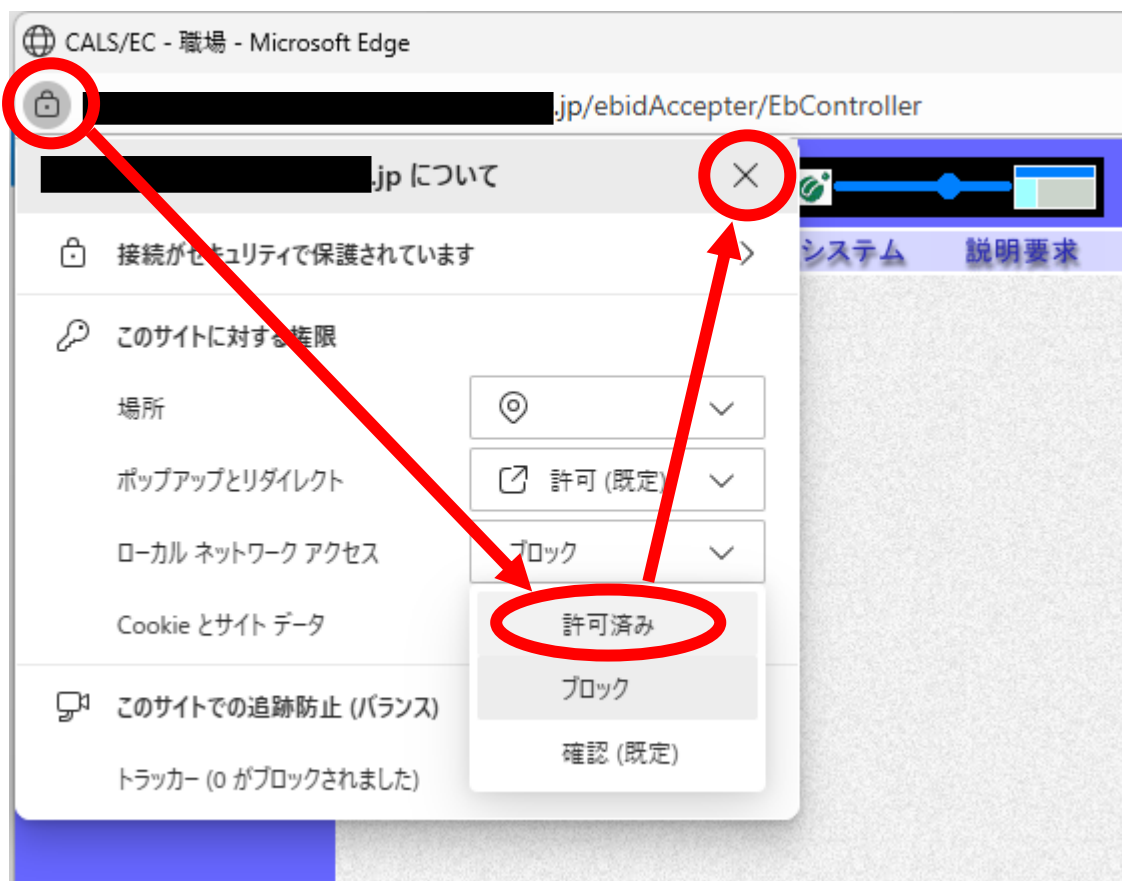 CALS/EC - 職場 - Microsoft Edge
.jp/ebidAccepter/EbController
.jp について
接続がセキュリティで保護されています
システム 説明要求
このサイトに対する権限
場所
ポップアップとリダイレクト 許可 (既定)
ローカル ネットワーク アクセス ブロック
Cookie とサイト データ 許可済み
ブロック
このサイトでの追跡防止 (バランス)
確認 (既定)
トラッカー (0 がブロックされました)